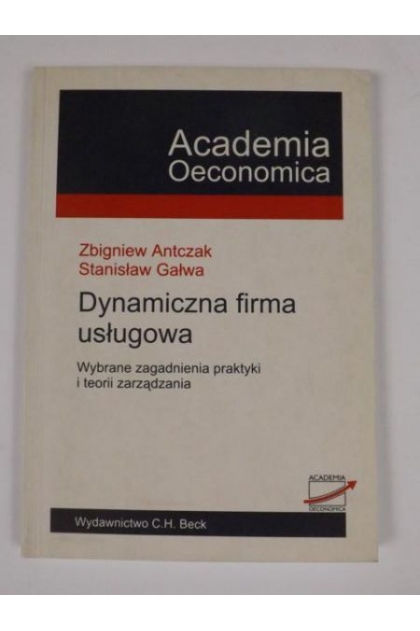 Academia
Oeconomica
Zbigniew Antczak
Stanisław Gałwa
Dynamiczna firma
usługowa
Wybrane zagadnienia praktyki
i teorii zarządzania
ACADEMIA
OECONOMICA
Wydawnictwo C.H. Beck